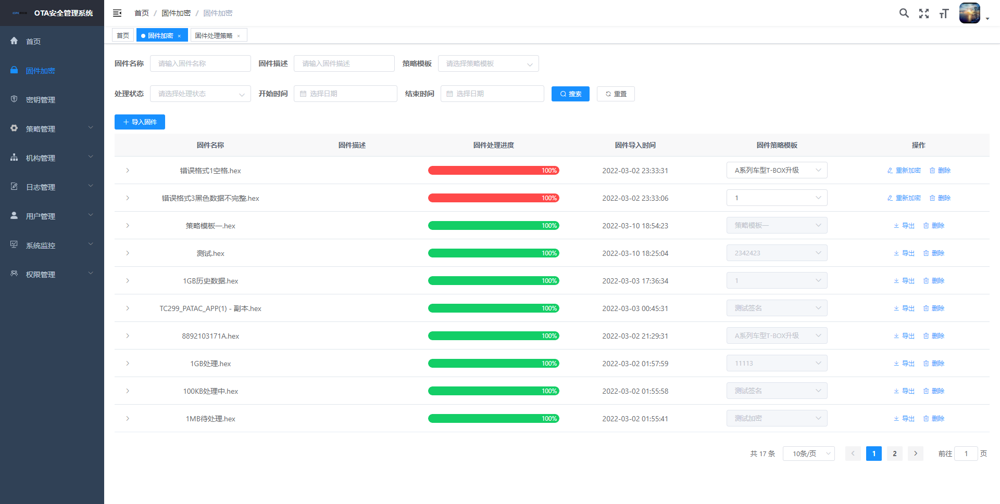 OTA安全管理系统
首页 / 固件加密 / 固件加密
首页
固件加密 ×
固件处理策略 ×
首页
固件加密
密钥管理
策略管理
机构管理
日志管理
用户管理
系统监控
权限管理
固件名称 请输入固件名称 固件描述 请输入固件描述 策略模板 请选择策略模板
处理状态 请选择处理状态 开始时间 选择日期 结束时间 选择日期 搜索 重置
+ 导入固件
固件名称 固件描述 固件处理进度 固件导入时间 固件策略模板 操作
错误格式1空格.hex 100% 2022-03-02 23:33:31 A系列车型T-BOX升级 重新加密 删除
错误格式3黑色数据不完整.hex 100% 2022-03-02 23:33:06 1 重新加密 删除
策略模板一.hex 100% 2022-03-10 18:54:23 策略模板一 导出 删除
测试.hex 100% 2022-03-10 18:25:04 2342423 导出 删除
1GB历史数据.hex 100% 2022-03-03 17:36:34 1 导出 删除
TC299_PATAC_APP(1) - 副本.hex 100% 2022-03-03 00:45:31 测试签名 导出 删除
8892103171A.hex 100% 2022-03-02 21:29:31 A系列车型T-BOX升级 导出 删除
1GB处理.hex 100% 2022-03-02 01:57:59 11113 导出 删除
100KB处理中.hex 100% 2022-03-02 01:55:58 测试签名 导出 删除
1MB待处理.hex 100% 2022-03-02 01:55:41 测试加密 导出 删除
共 17 条 10条/页 1 2 前往 1 页